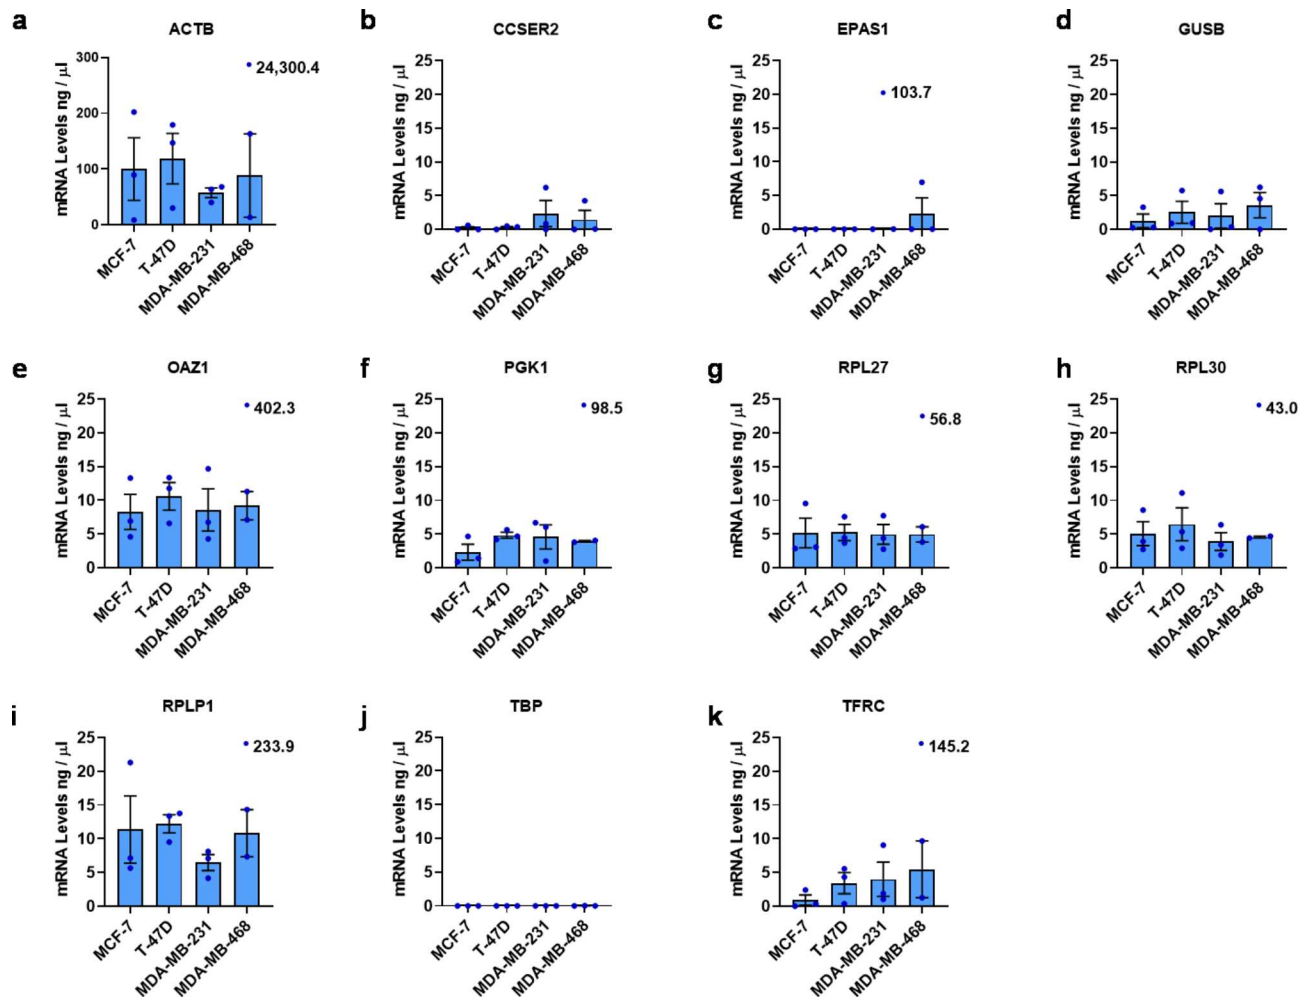 a
ACTB
mRNA Levels ng / µl
300
200
100
0
24,300.4
MCF-7
T-47D
MDA-MB-231
MDA-MB-468
b
CCSER2
mRNA Levels ng / µl
25
20
15
10
5
0
MCF-7
T-47D
MDA-MB-231
MDA-MB-468
c
EPAS1
mRNA Levels ng / µl
25
20
15
10
5
0
103.7
MCF-7
T-47D
MDA-MB-231
MDA-MB-468
d
GUSB
mRNA Levels ng / µl
25
20
15
10
5
0
MCF-7
T-47D
MDA-MB-231
MDA-MB-468
e
OAZ1
mRNA Levels ng / µl
25
20
15
10
5
0
402.3
MCF-7
T-47D
MDA-MB-231
MDA-MB-468
f
PGK1
mRNA Levels ng / µl
25
20
15
10
5
0
98.5
MCF-7
T-47D
MDA-MB-231
MDA-MB-468
g
RPL27
mRNA Levels ng / µl
25
20
15
10
5
0
56.8
MCF-7
T-47D
MDA-MB-231
MDA-MB-468
h
RPL30
mRNA Levels ng / µl
25
20
15
10
5
0
43.0
MCF-7
T-47D
MDA-MB-231
MDA-MB-468
i
RPLP1
mRNA Levels ng / µl
25
20
15
10
5
0
233.9
MCF-7
T-47D
MDA-MB-231
MDA-MB-468
j
TBP
mRNA Levels ng / µl
25
20
15
10
5
0
MCF-7
T-47D
MDA-MB-231
MDA-MB-468
k
TFRC
mRNA Levels ng / µl
25
20
15
10
5
0
145.2
MCF-7
T-47D
MDA-MB-231
MDA-MB-468